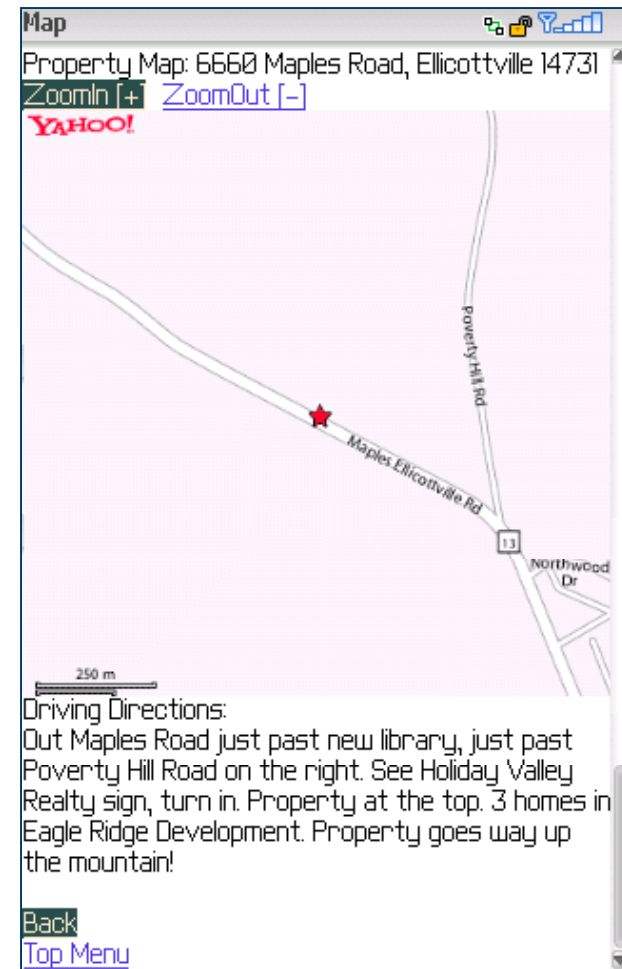 Map
Property Map: 6660 Maples Road, Ellicottville 14731
ZoomIn [+] ZoomOut [-]
YAHOO!
Poverty Hill Rd
Maples Ellicottville Rd
13
Northwood
Dr
250 m
Driving Directions:
Out Maples Road just past new library, just past
Poverty Hill Road on the right. See Holiday Valley
Realty sign, turn in. Property at the top. 3 homes in
Eagle Ridge Development. Property goes way up
the mountain!
Back
Top Menu